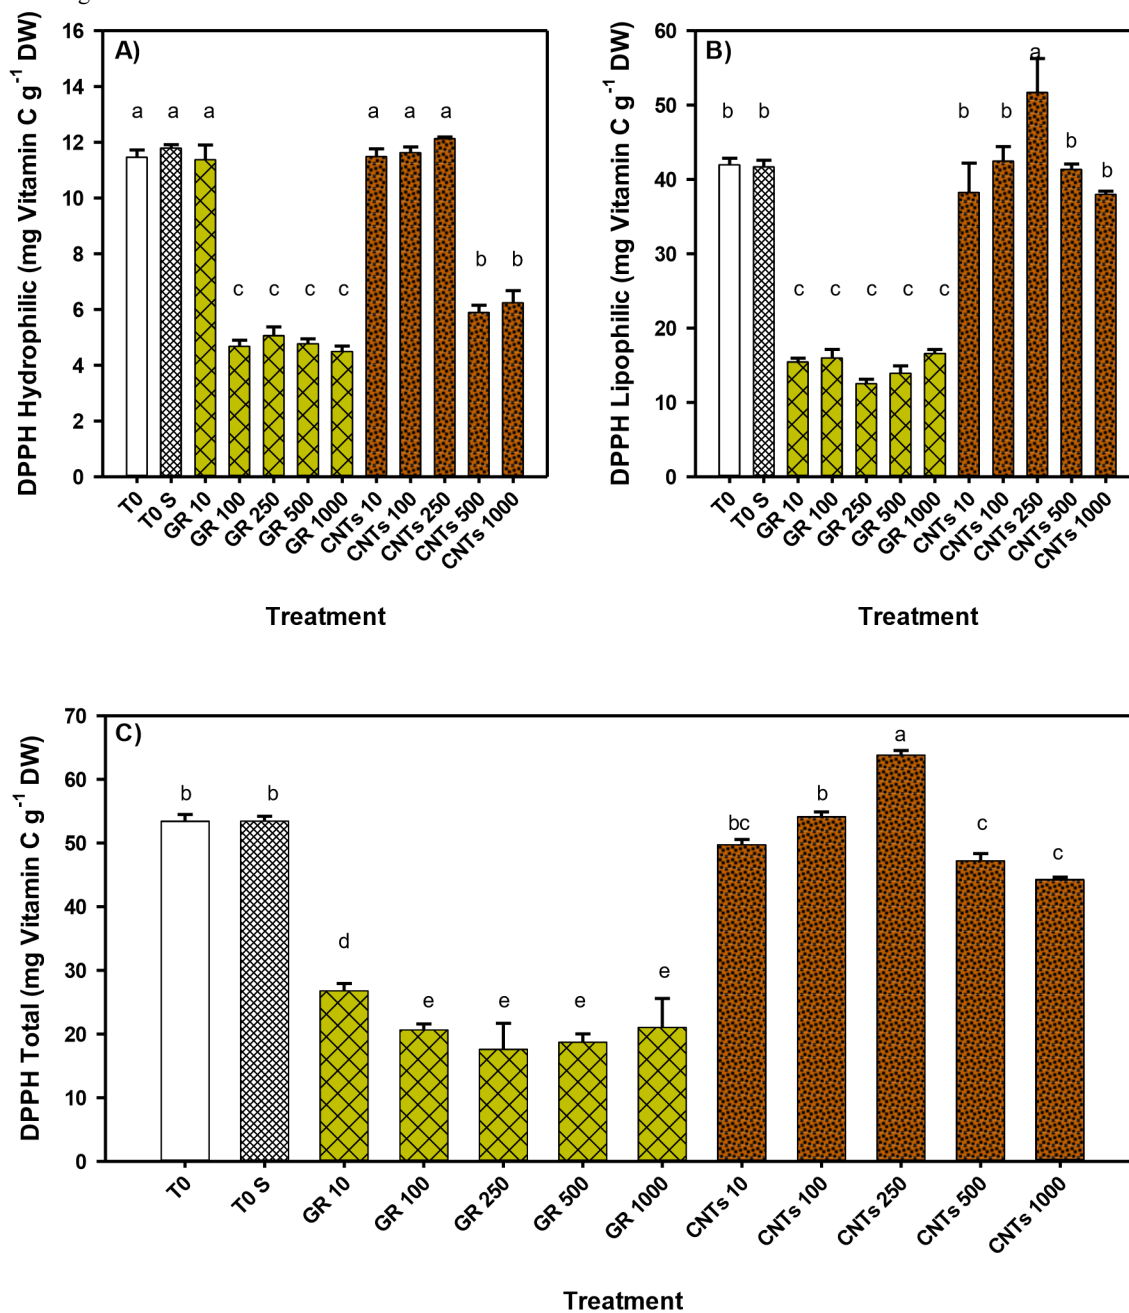 A)
DPPH Hydrophilic (mg Vitamin C g-1 DW)
16
14
12
10
8
6
4
2
0
a a a c c c c a a a b b
T0 T0 S GR 10 GR 100 GR 250 GR 500 GR 1000 CNTs 10 CNTs 100 CNTs 250 CNTs 500 CNTs 1000
Treatment
B)
DPPH Lipophilic (mg Vitamin C g-1 DW)
60
50
40
30
20
10
0
b b c c c c c b b a b b
T0 T0 S GR 10 GR 100 GR 250 GR 500 GR 1000 CNTs 10 CNTs 100 CNTs 250 CNTs 500 CNTs 1000
Treatment
C)
DPPH Total (mg Vitamin C g-1 DW)
70
60
50
40
30
20
10
0
b b d e e e e bc b a c c
T0 T0 S GR 10 GR 100 GR 250 GR 500 GR 1000 CNTs 10 CNTs 100 CNTs 250 CNTs 500 CNTs 1000
Treatment